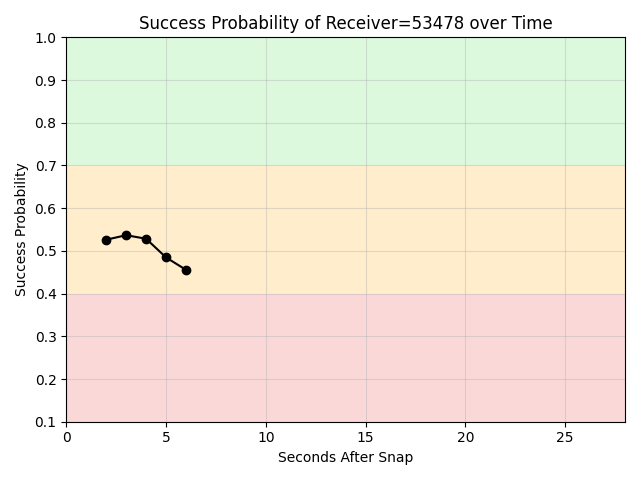 Success Probability of Receiver=53478 over Time
1.0
0.9
0.8
0.7
0.6
0.5
0.4
0.3
0.2
0.1
Success Probability
0 5 10 15 20 25
Seconds After Snap